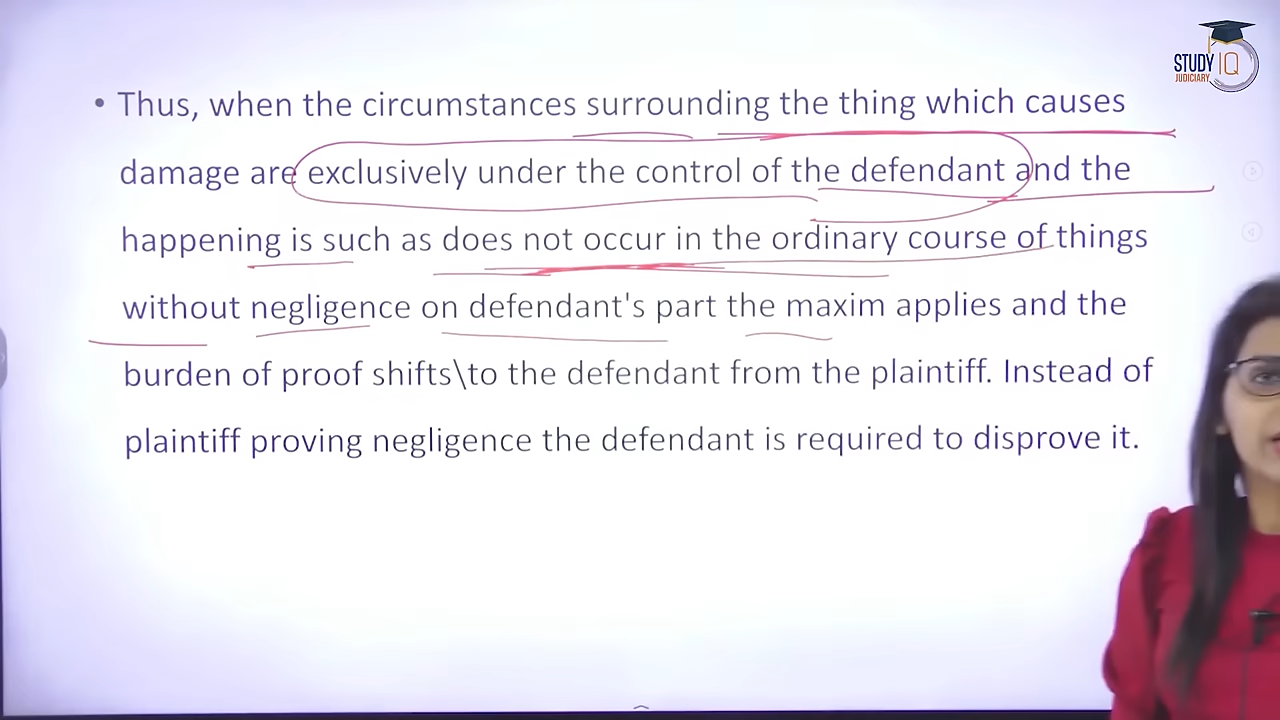 STUDY IQ
JUDICIARY
• Thus, when the circumstances surrounding the thing which causes
damage are exclusively under the control of the defendant and the
happening is such as does not occur in the ordinary course of things
without negligence on defendant's part the maxim applies and the
burden of proof shifts\to the defendant from the plaintiff. Instead of
plaintiff proving negligence the defendant is required to disprove it.